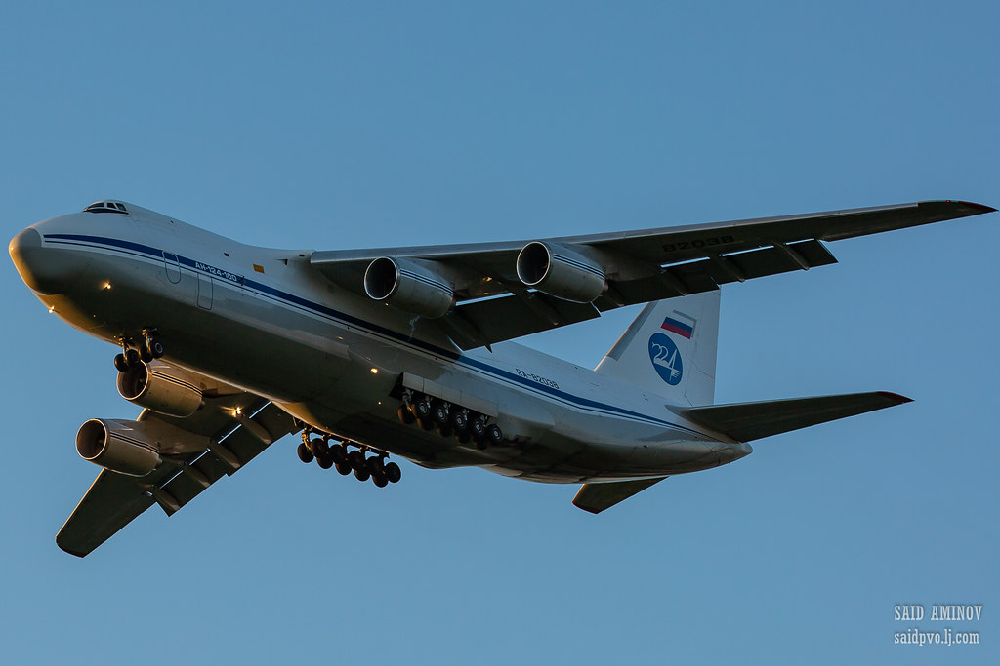 82038
АН-124-100
224
RA-82038
SAID AMINOV
saidpvo.lj.com